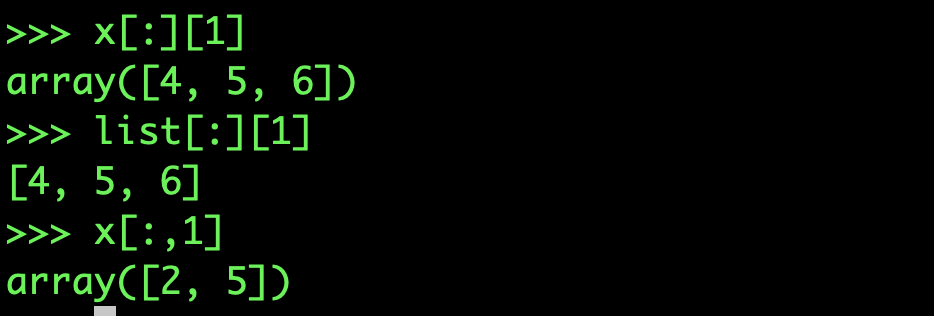 >>> x[:][1]
array([4, 5, 6])
>>> list[:][1]
[4, 5, 6]
>>> x[:,1]
array([2, 5])